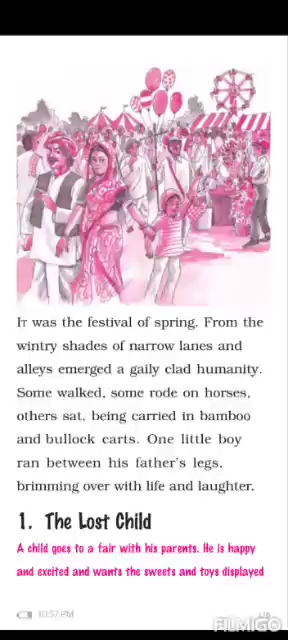 IT was the festival of spring. From the
wintry shades of narrow lanes and
alleys emerged a gaily clad humanity.
Some walked, some rode on horses,
others sat, being carried in bamboo
and bullock carts. One little boy
ran between his father's legs,
brimming over with life and laughter.
1. The Lost Child
A child goes to a fair with his parents. He is happy
and excited and wants the sweets and toys displayed
10:57 PM
FILMIGO